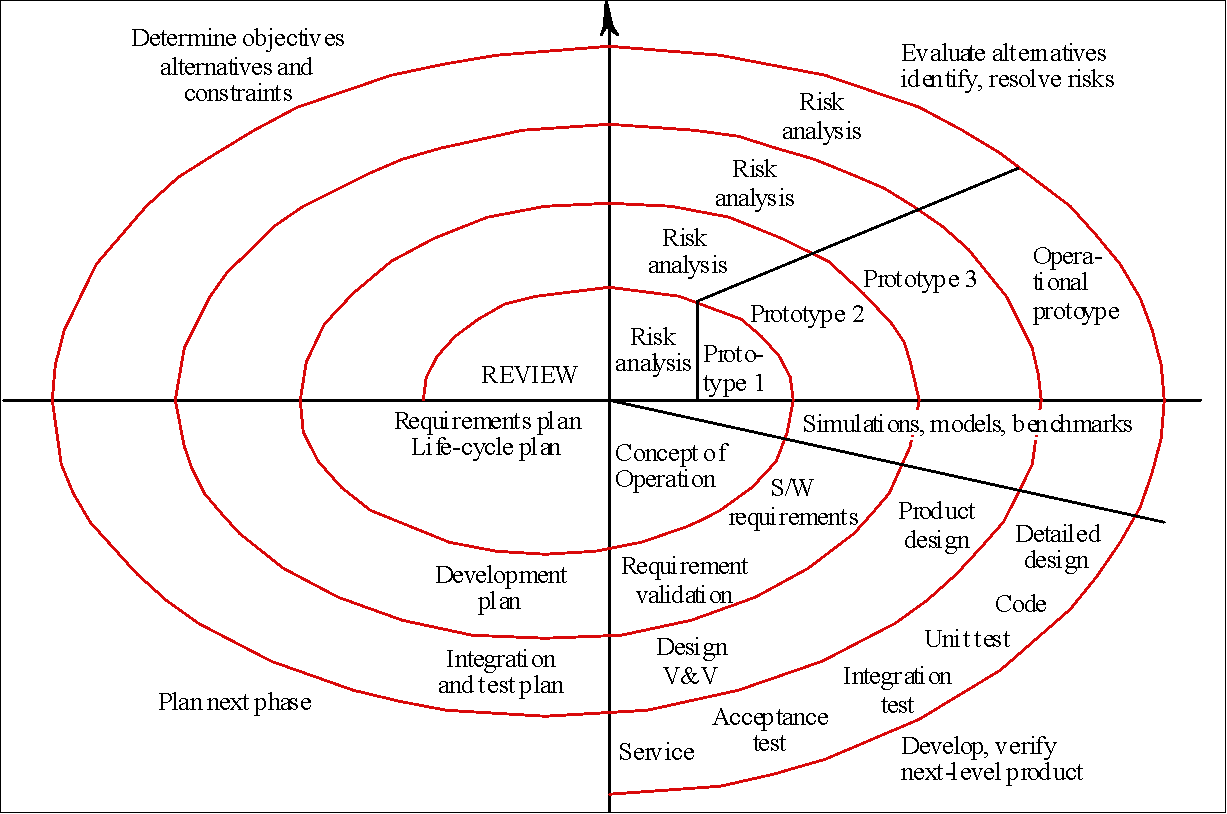 Determine objectives
alternatives and
constraints
Evaluate alternatives
identify, resolve risks
Risk
analysis
Risk
analysis
Risk
analysis
Risk
analysis
Proto-
type 1
Prototype 2
Prototype 3
Opera-
tional
protoype
REVIEW
Requirements plan
Life-cycle plan
Simulations, models, benchmarks
Concept of
Operation
S/W
requirements
Product
design
Detailed
design
Development
plan
Requirement
validation
Code
Unit test
Integration
and test plan
Design
V&V
Integration
test
Plan next phase
Acceptance
test
Service
Develop, verify
next-level product